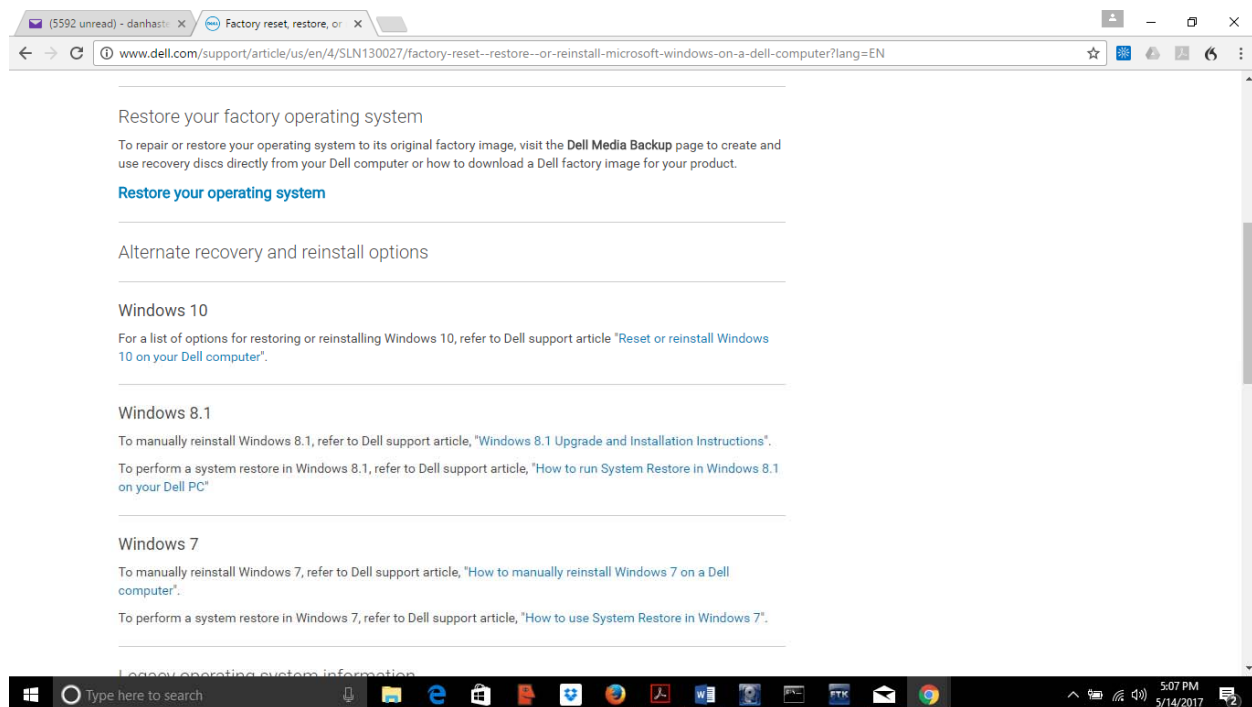 (5592 unread) - danhaste
Factory reset, restore, or
www.dell.com/support/article/us/en/4/SLN130027/factory-reset--restore--or-reinstall-microsoft-windows-on-a-dell-computer?lang=EN
Restore your factory operating system
To repair or restore your operating system to its original factory image, visit the Dell Media Backup page to create and
use recovery discs directly from your Dell computer or how to download a Dell factory image for your product.
Restore your operating system
Alternate recovery and reinstall options
Windows 10
For a list of options for restoring or reinstalling Windows 10, refer to Dell support article "Reset or reinstall Windows
10 on your Dell computer".
Windows 8.1
To manually reinstall Windows 8.1, refer to Dell support article, "Windows 8.1 Upgrade and Installation Instructions".
To perform a system restore in Windows 8.1, refer to Dell support article, "How to run System Restore in Windows 8.1
on your Dell PC"
Windows 7
To manually reinstall Windows 7, refer to Dell support article, "How to manually reinstall Windows 7 on a Dell
computer".
To perform a system restore in Windows 7, refer to Dell support article, "How to use System Restore in Windows 7".
Legacy operating system information
Type here to search
STK
5:07 PM
5/14/2017
2